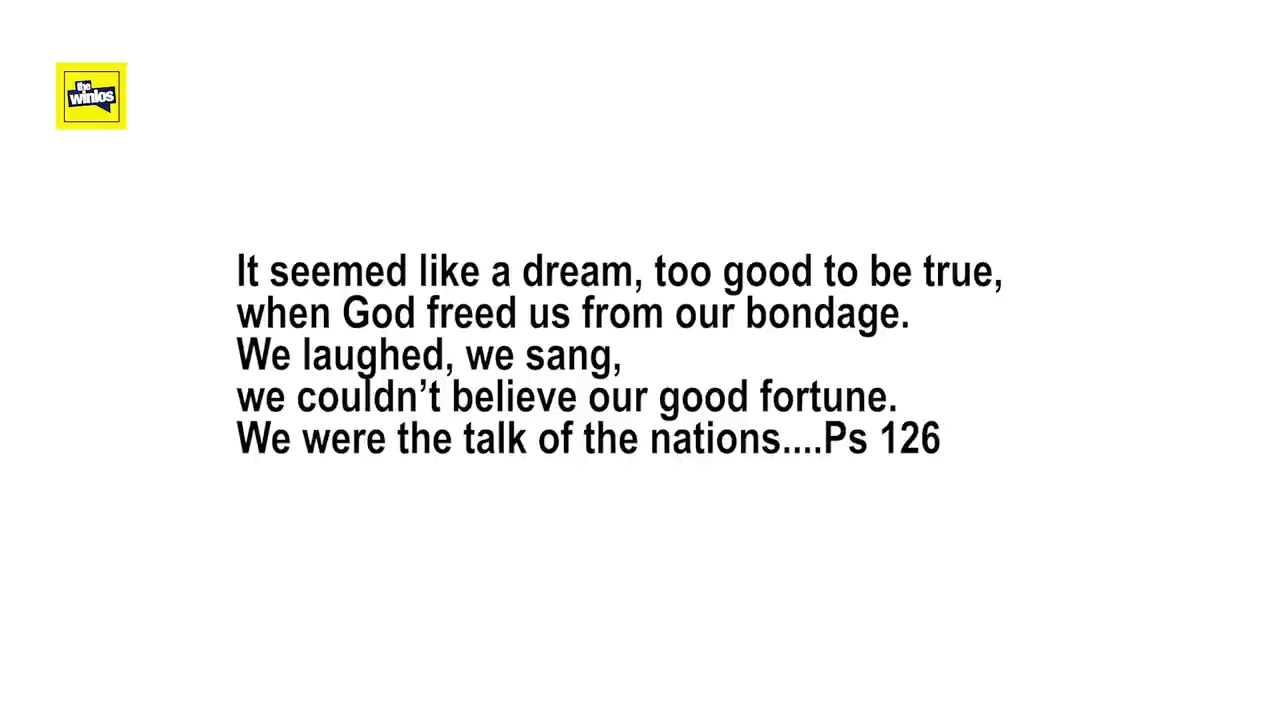 the
winlos
It seemed like a dream, too good to be true,
when God freed us from our bondage.
We laughed, we sang,
we couldn’t believe our good fortune.
We were the talk of the nations....Ps 126